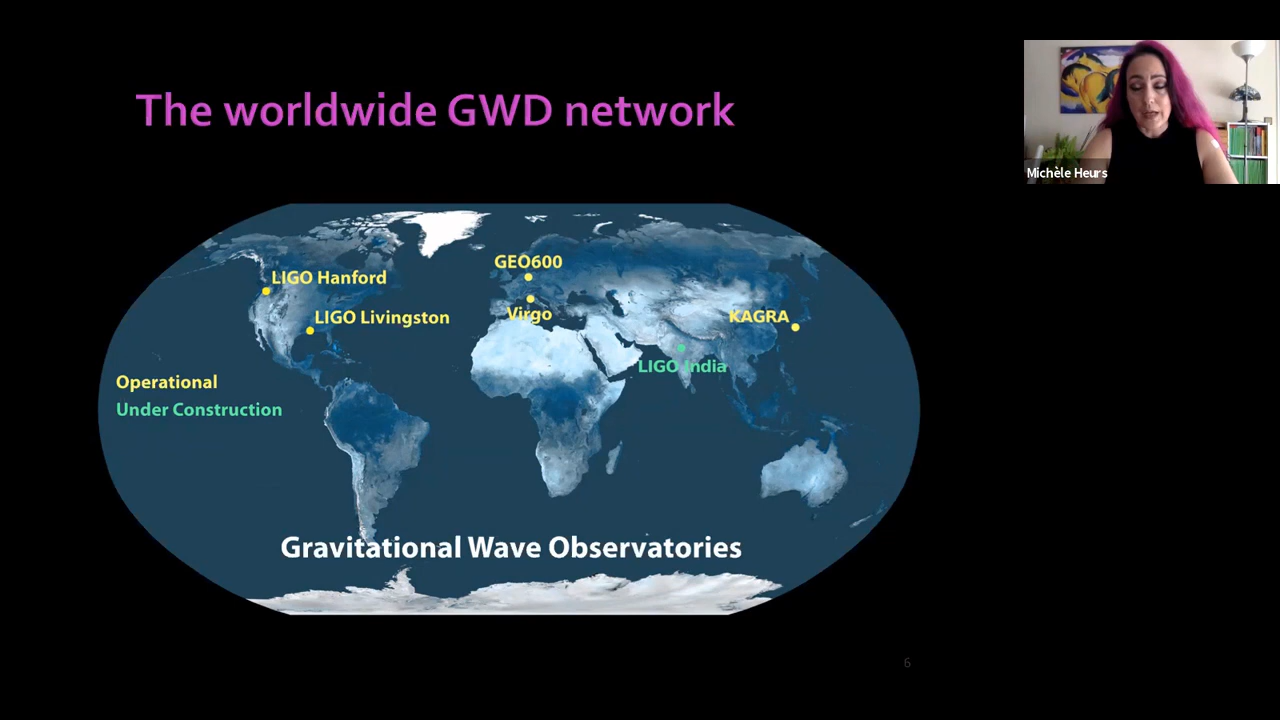 The worldwide GWD network
Michèle Heurs
GEO600
LIGO Hanford
Virgo
LIGO Livingston
KAGRA
LIGO India
Operational
Under Construction
Gravitational Wave Observatories
6